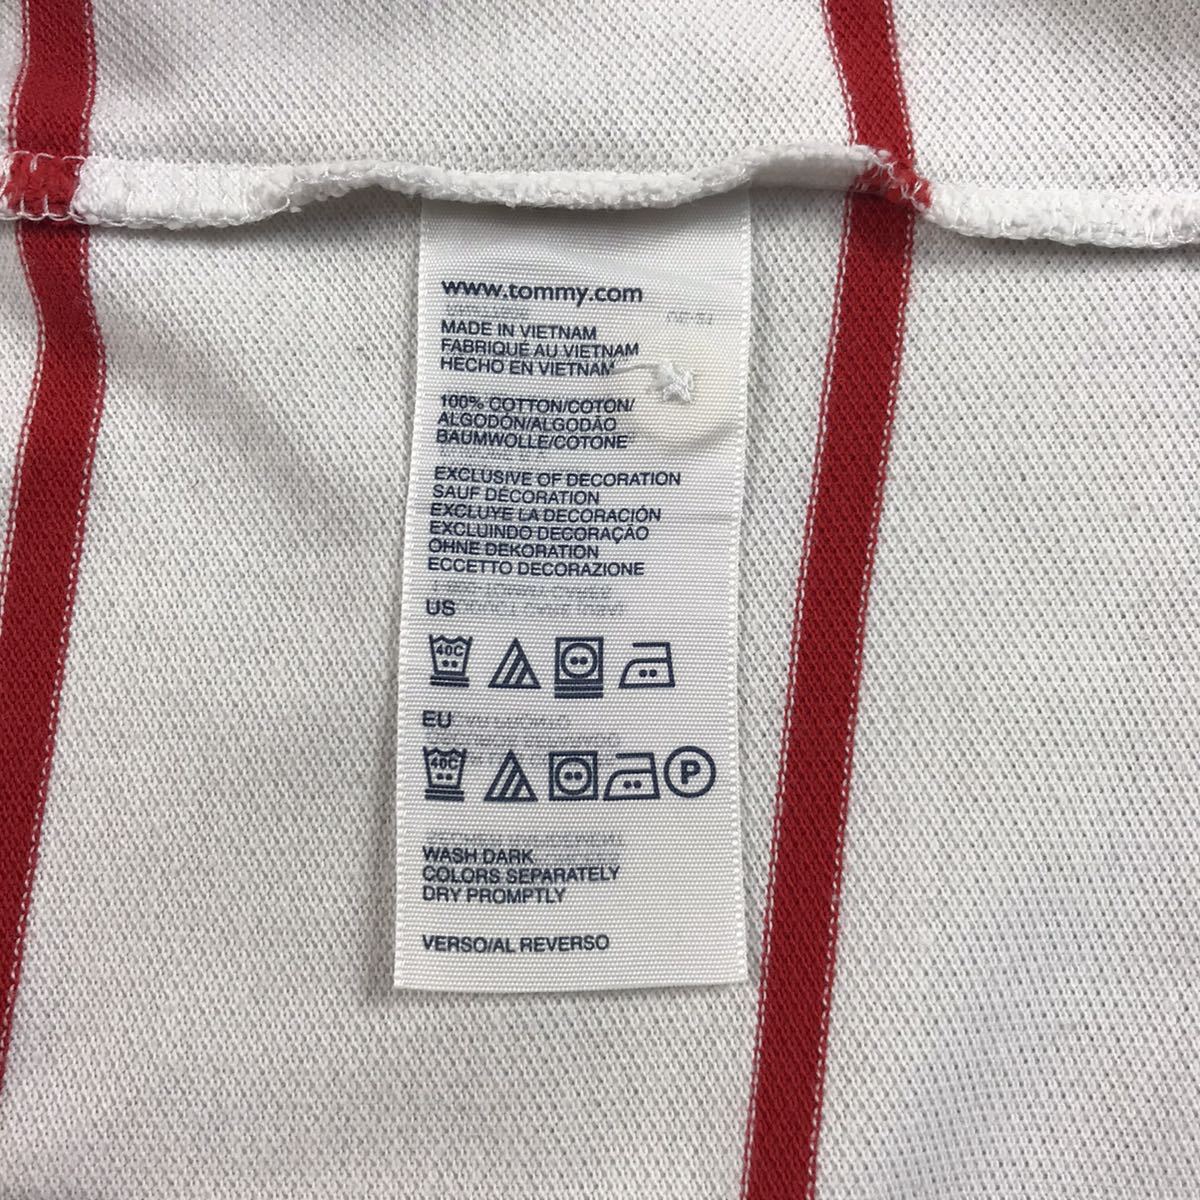 www.tommy.com
MADE IN VIETNAM
FABRIQUÉ AU VIETNAM
HECHO EN VIETNAM
100% COTTON/COTON/
ALGODÓN/ALGODÃO
BAUMWOLLE/COTONE
EXCLUSIVE OF DECORATION
SAUF DÉCORATION
EXCLUYE LA DECORACIÓN
EXCLUINDO DECORAÇÃO
OHNE DEKORATION
ECCETTO DECORAZIONE
US
40C
EU
40C
P
WASH DARK
COLORS SEPARATELY
DRY PROMPTLY
VERSO/AL REVERSO